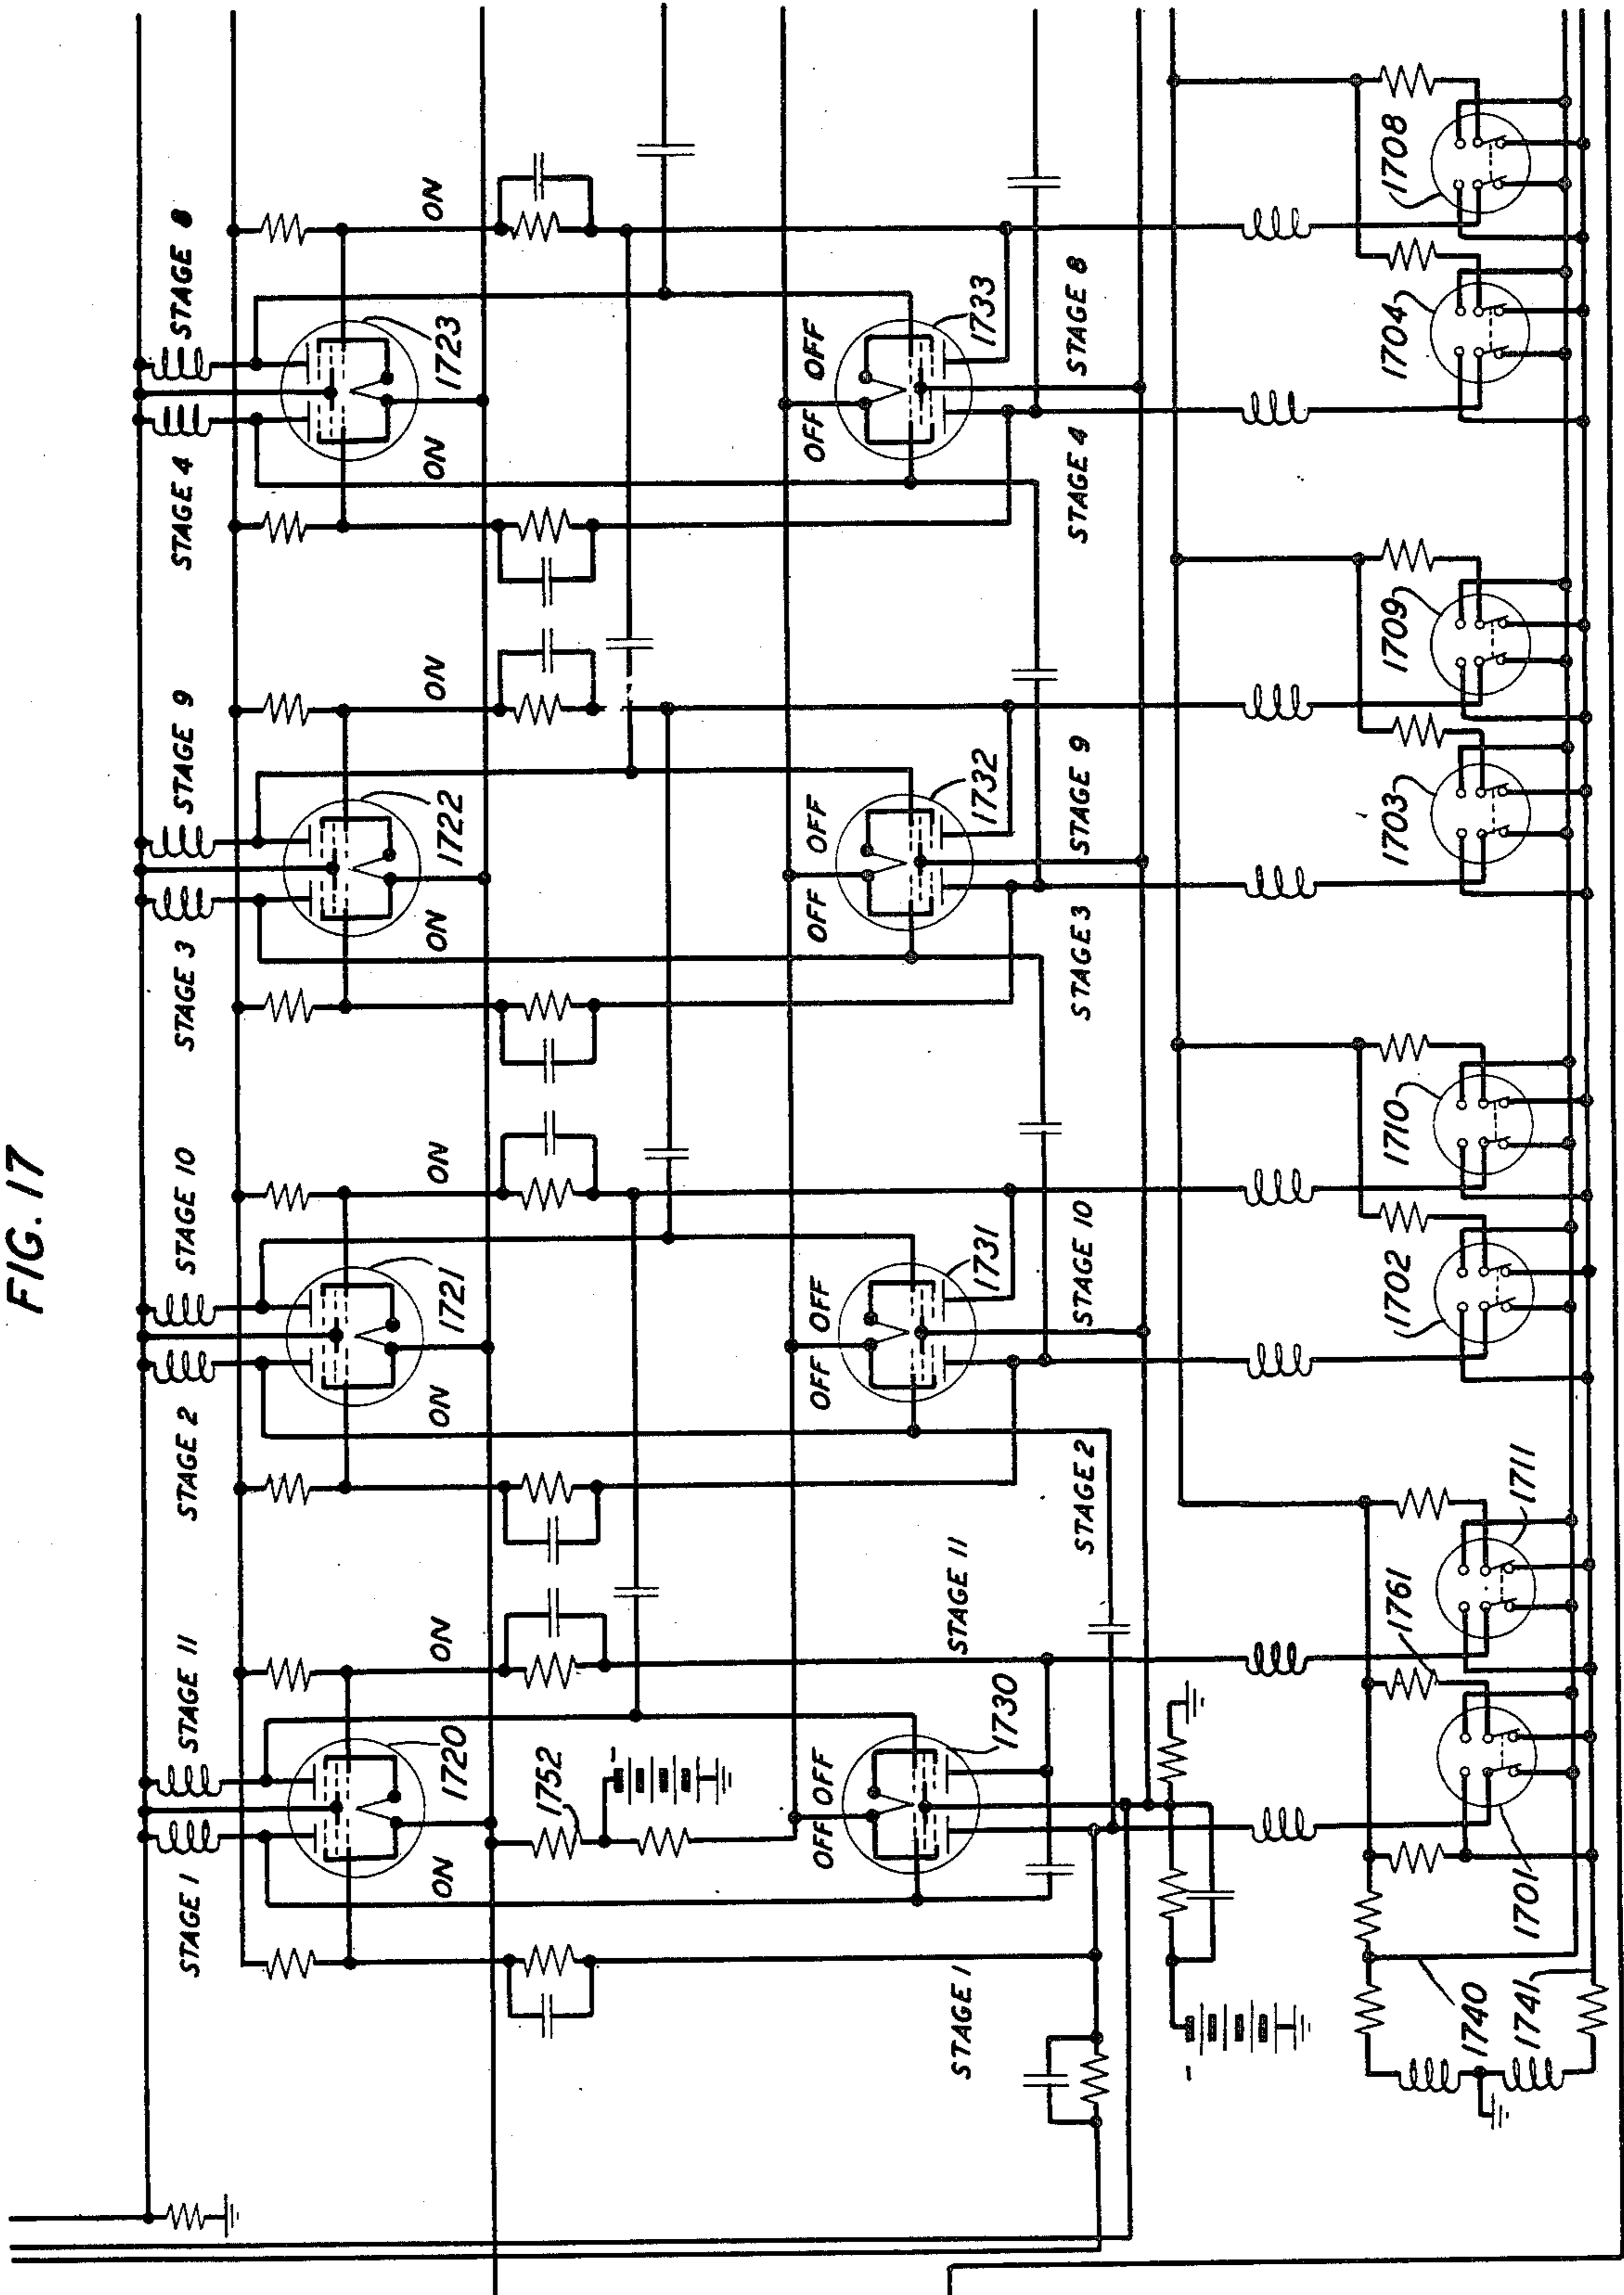 FIG. 17
STAGE 1
STAGE 11
STAGE 2
STAGE 10
STAGE 3
STAGE 9
STAGE 4
STAGE 8
1720
1721
1722
1723
ON
ON
ON
ON
ON
ON
ON
ON
1752
-
OFF
OFF
OFF
OFF
OFF
OFF
OFF
OFF
1730
1731
1732
1733
STAGE 1
STAGE 11
STAGE 2
STAGE 10
STAGE 3
STAGE 9
STAGE 4
STAGE 8
-
1740
1741
1701
1761
1711
1702
1710
1703
1709
1704
1708